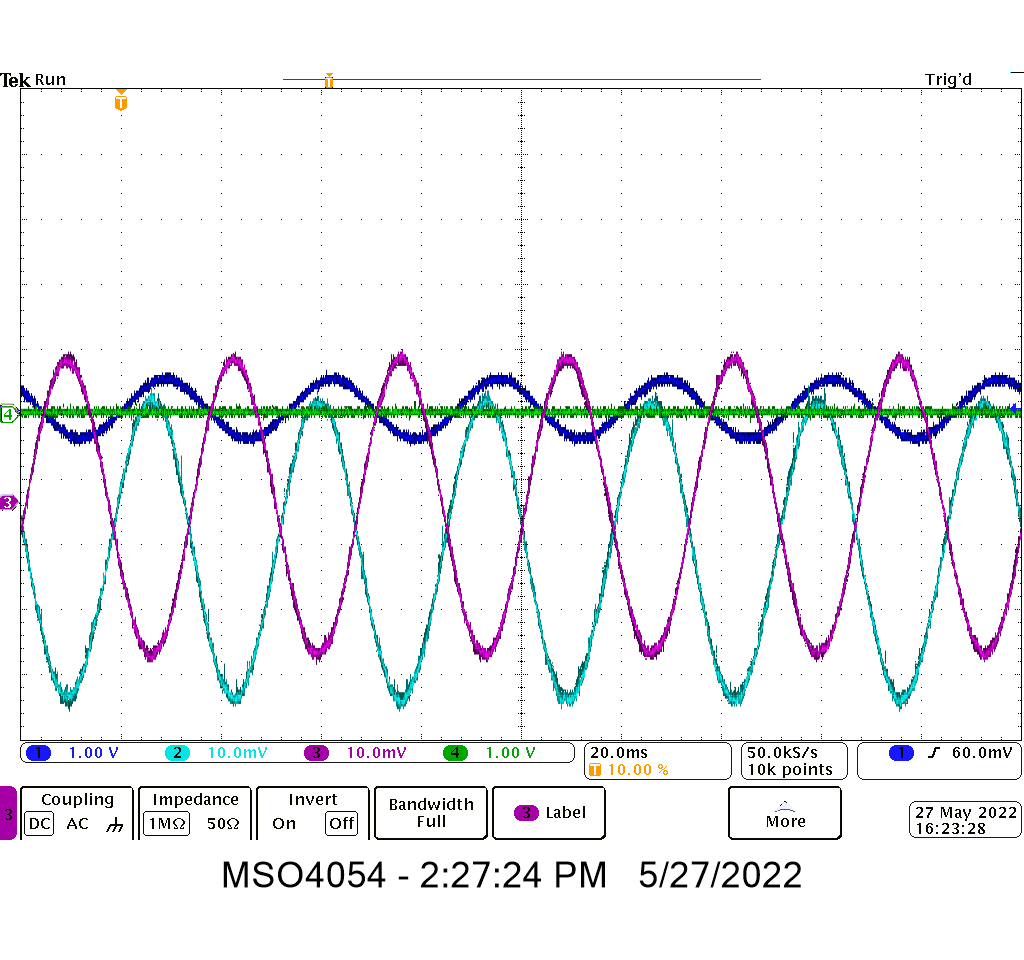 Tek Run Trig'd
T
T
4
3
1 1.00 V 2 10.0mV 3 10.0mV 4 1.00 V
20.0ms
T 10.00 %
50.0kS/s
10k points
1 60.0mV
3
Coupling
DC AC
Impedance
1MΩ 50Ω
Invert
On Off
Bandwidth
Full
3 Label
More
27 May 2022
16:23:28
MSO4054 - 2:27:24 PM 5/27/2022